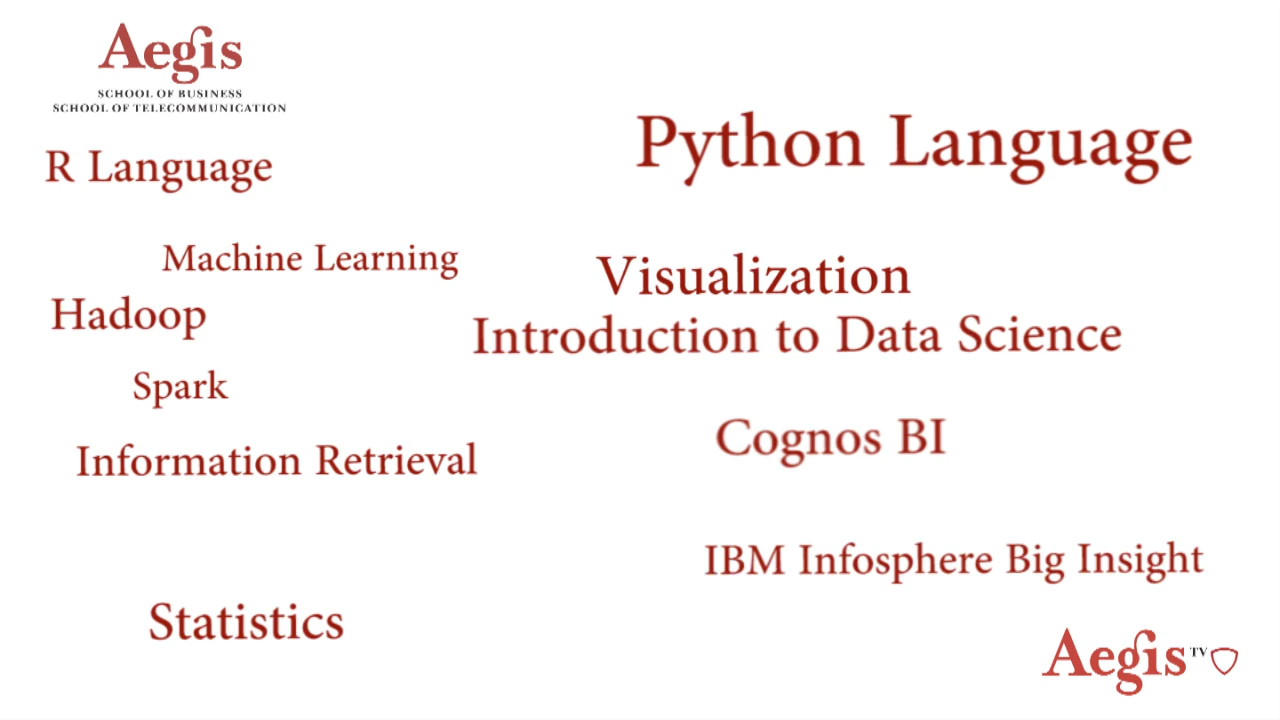 Aegis
SCHOOL OF BUSINESS
SCHOOL OF TELECOMMUNICATION
Python Language
R Language
Machine Learning
Visualization
Hadoop
Introduction to Data Science
Spark
Cognos BI
Information Retrieval
IBM Infosphere Big Insight
Statistics
Aegis TV